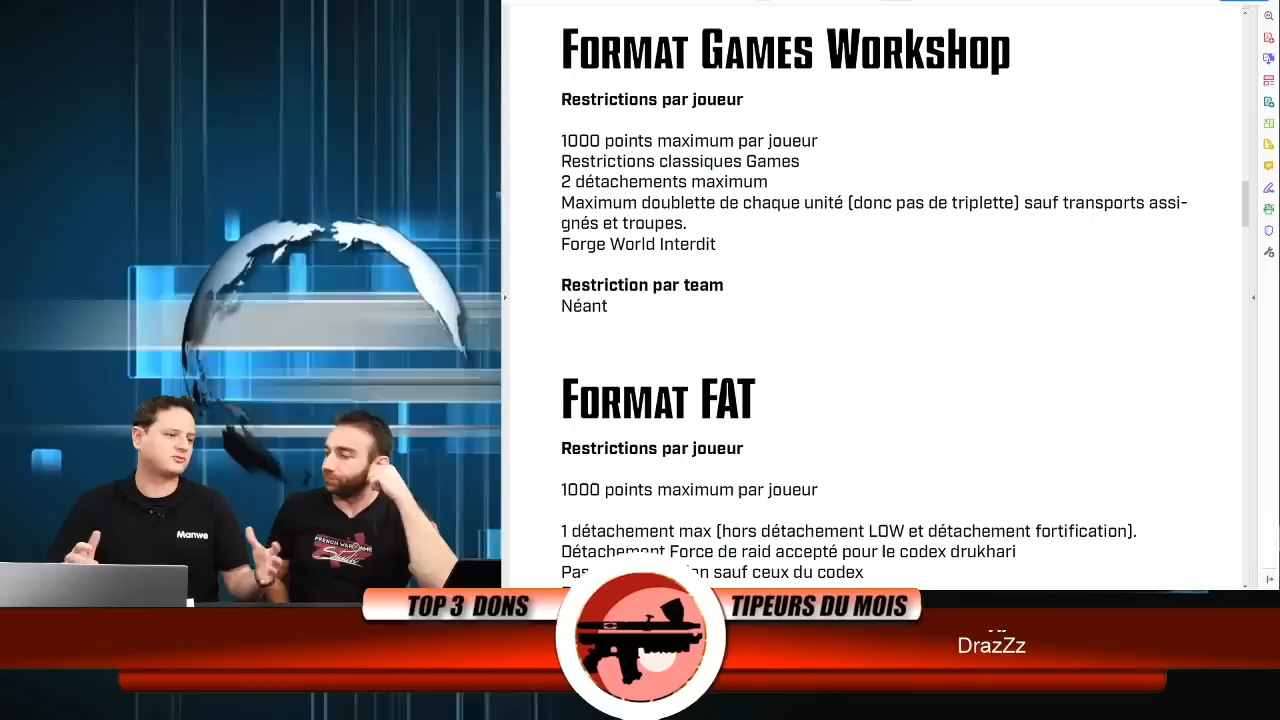 FORMAT GAMES WORKSHOP
Restrictions par joueur
1000 points maximum par joueur
Restrictions classiques Games
2 détachements maximum
Maximum doublette de chaque unité (donc pas de triplette) sauf transports assi-
gnés et troupes.
Forge World Interdit
Restriction par team
Néant
FORMAT FAT
Restrictions par joueur
1000 points maximum par joueur
1 détachement max (hors détachement LOW et détachement fortification).
Détachement Force de raid accepté pour le codex drukhari
Pas sauf ceux du codex
Manwe
FRENCH WARGAME
Studio
TOP 3 DONS
TIPEURS DU MOIS
DrazZz